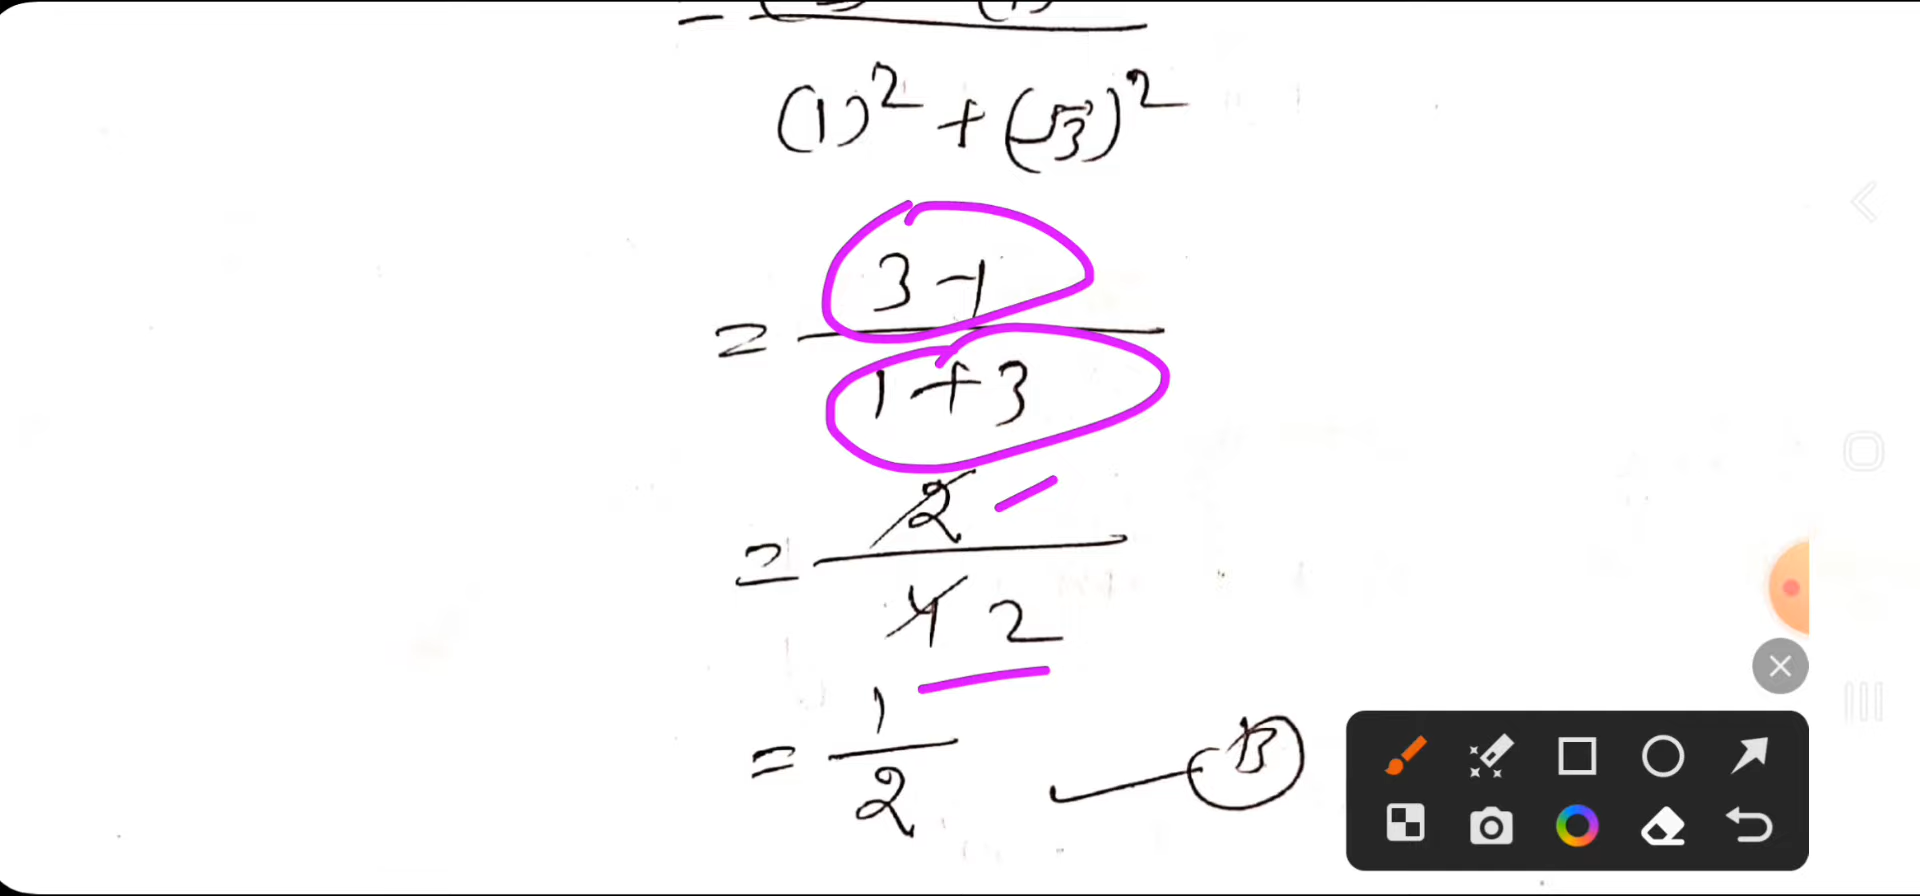 (1)² + (√3)²
= 3 - 1
1 + 3
= 2
4 2
= 1
2
B